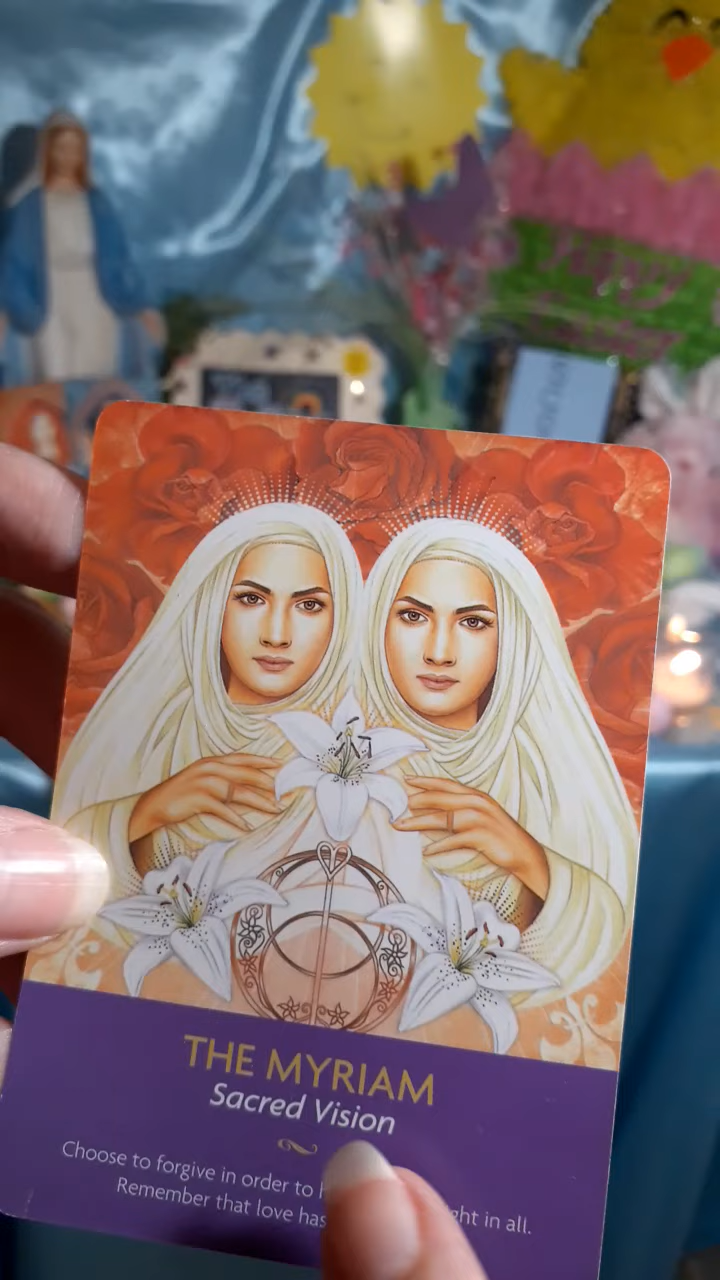 THE MYRIAM
Sacred Vision
Choose to forgive in order to
Remember that love has in all.